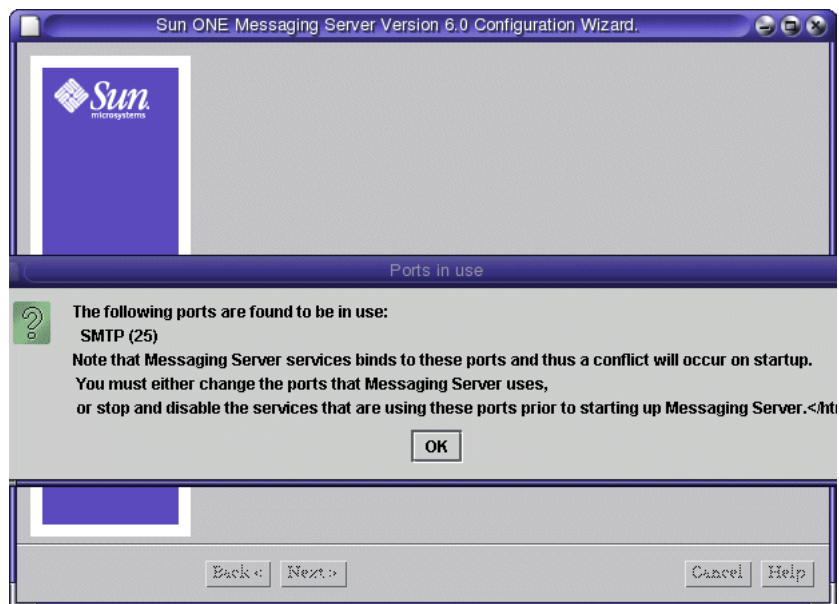 Sun ONE Messaging Server Version 6.0 Configuration Wizard.
Sun
microsystems
Ports in use
The following ports are found to be in use:
SMTP (25)
Note that Messaging Server services binds to these ports and thus a conflict will occur on startup.
You must either change the ports that Messaging Server uses,
or stop and disable the services that are using these ports prior to starting up Messaging Server.</ht
OK
Back <
Next >
Cancel
Help